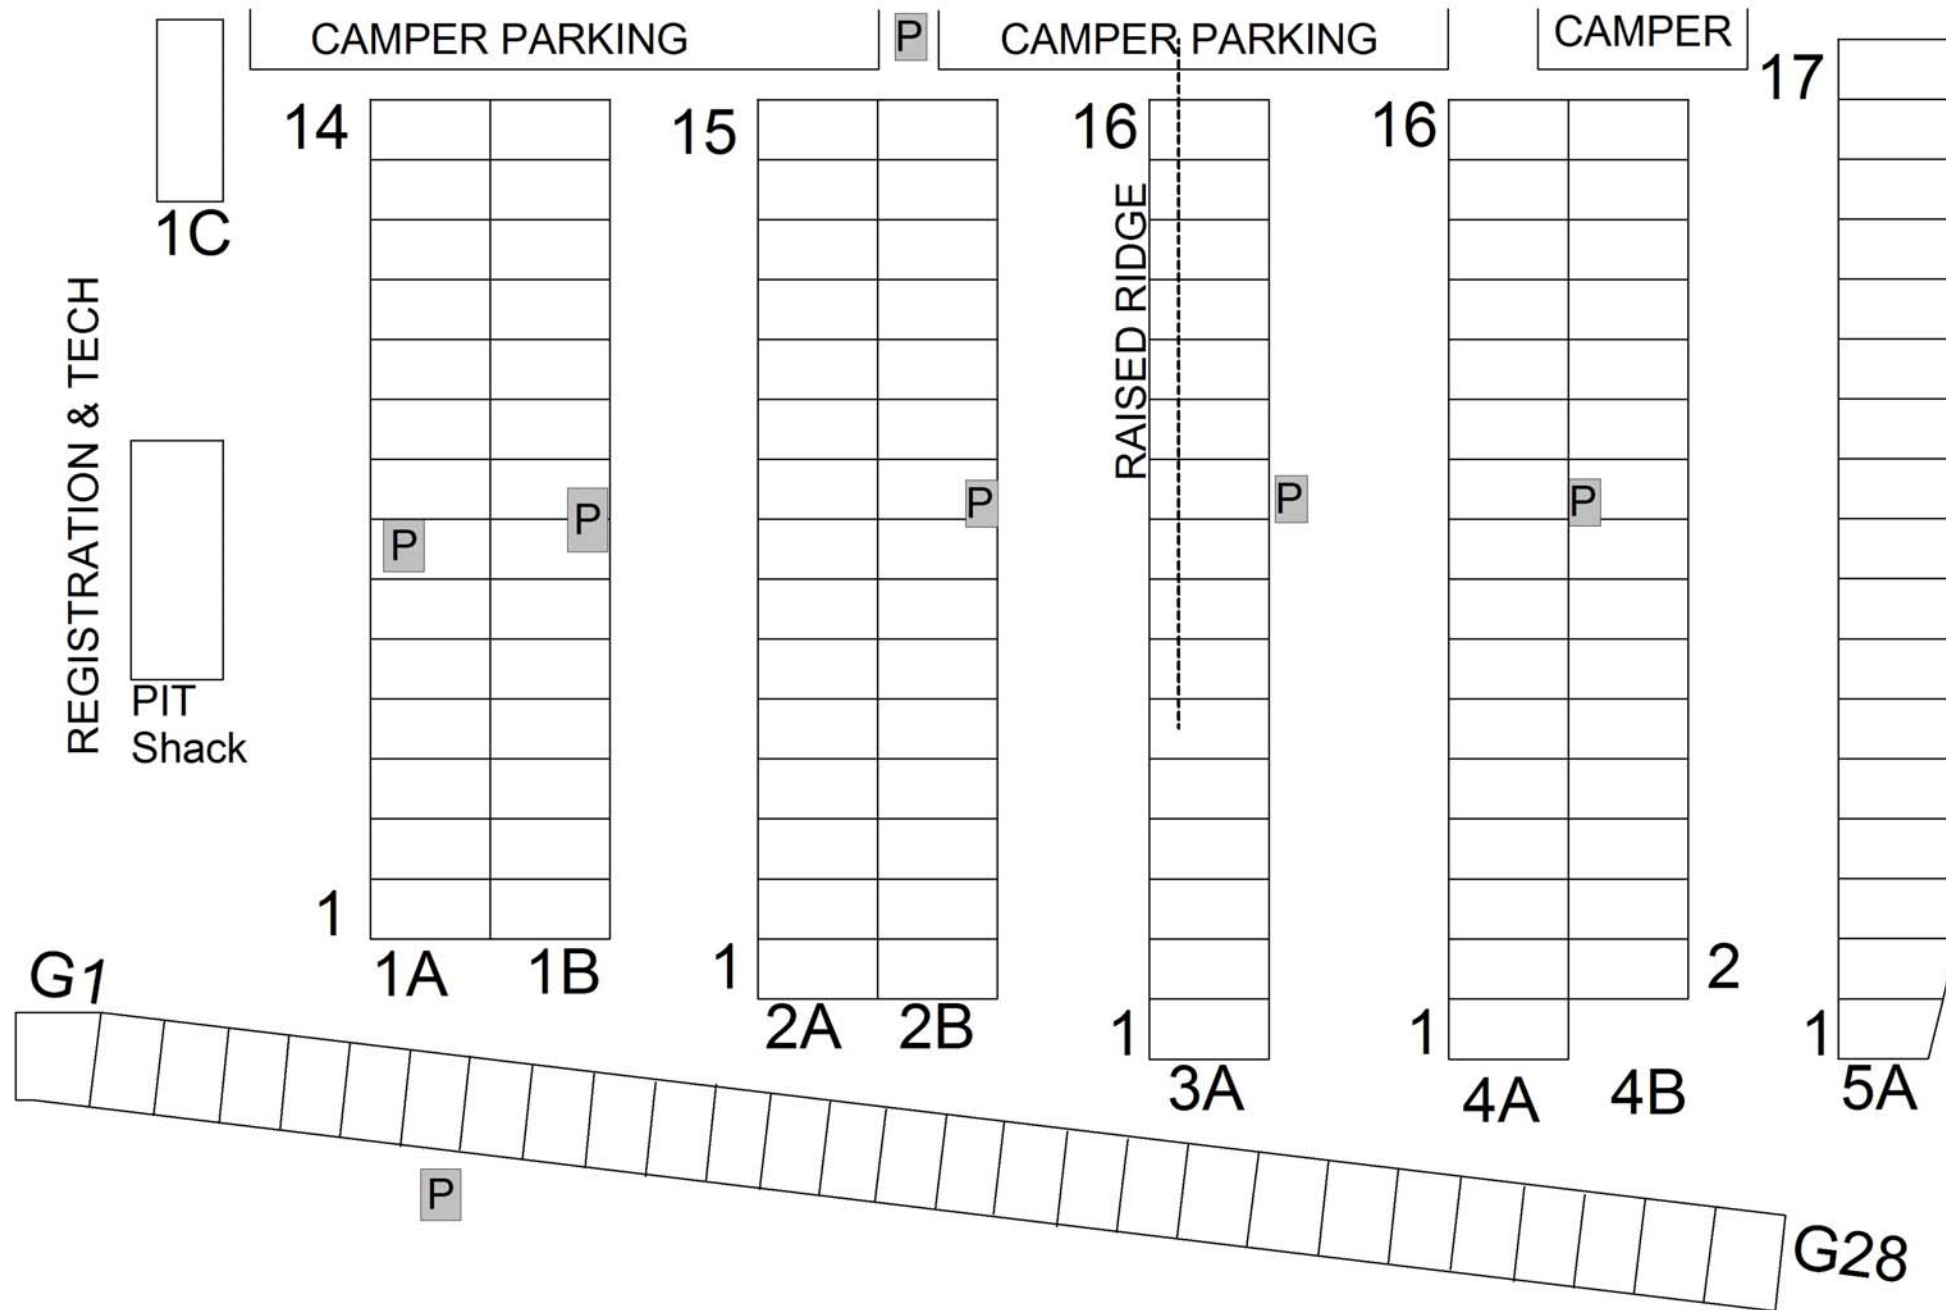 CAMPER PARKING
P
CAMPER PARKING
CAMPER
17
14
15
16
16
1C
RAISED RIDGE
REGISTRATION & TECH
P
P
P
P
P
PIT
Shack
1
1
2
G1
1A
1B
2A
2B
1
1
1
3A
4A
4B
5A
P
G28